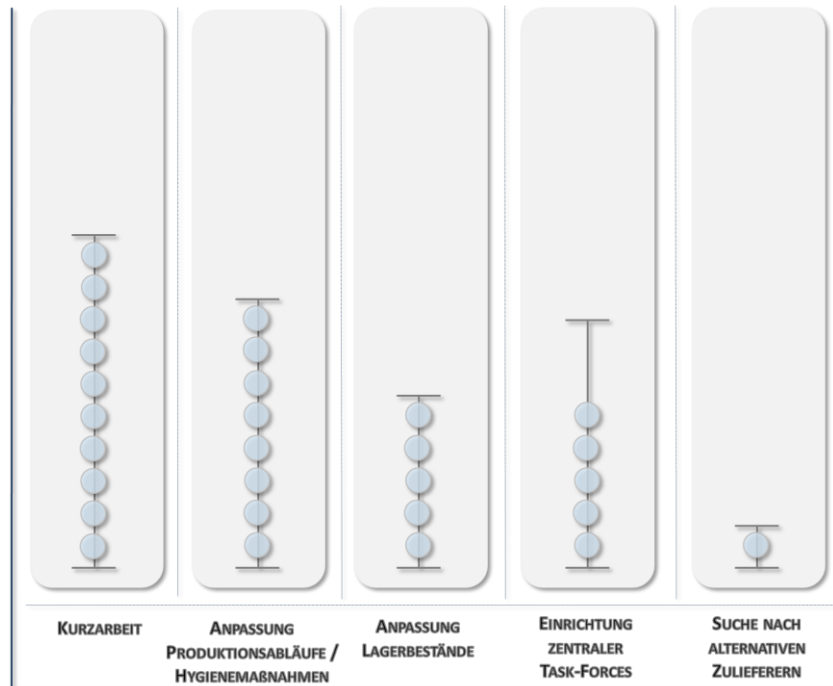 KURZARBEIT
ANPASSUNG
PRODUKTIONSABLÄUFE /
HYGIENEMAßNAHMEN
ANPASSUNG
LAGERBESTÄNDE
EINRICHTUNG
ZENTRALER
TASK-FORCES
SUCHE NACH
ALTERNATIVEN
ZULIEFERERN